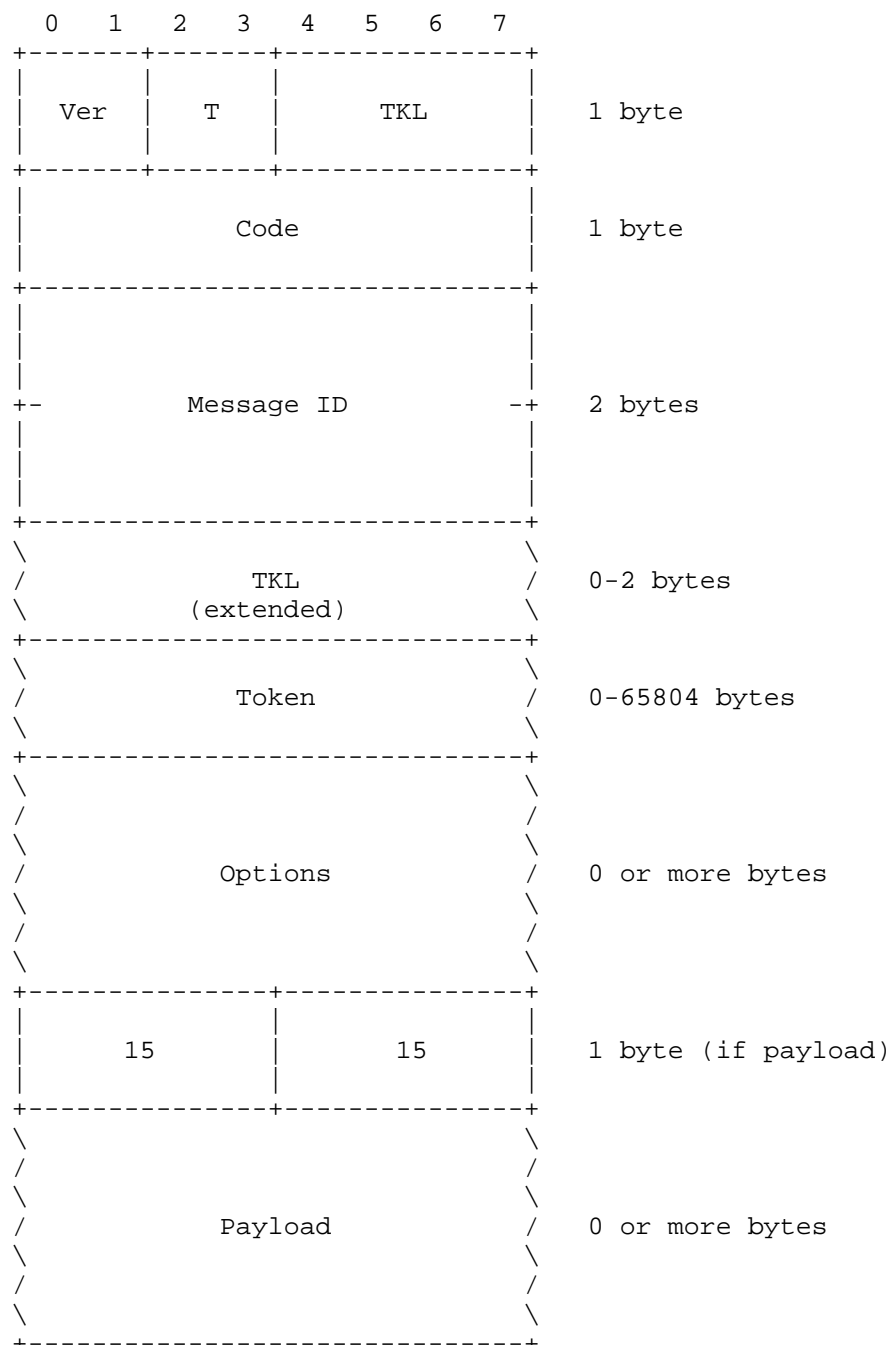 0 1 2 3 4 5 6 7
Ver T TKL 1 byte
Code 1 byte
Message ID 2 bytes
TKL 0-2 bytes
(extended)
Token 0-65804 bytes
Options 0 or more bytes
15 15 1 byte (if payload)
Payload 0 or more bytes